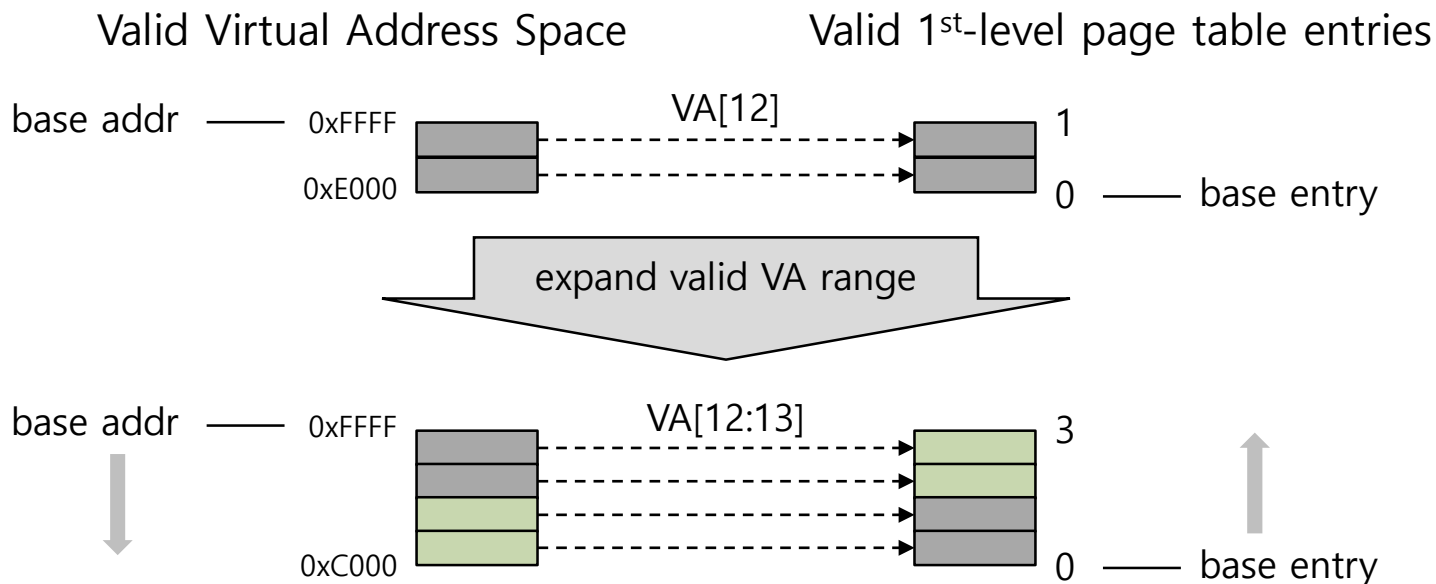 Valid Virtual Address Space
Valid 1st-level page table entries
base addr
0xFFFF
VA[12]
1
0xE000
0
base entry
expand valid VA range
base addr
0xFFFF
VA[12:13]
3
0xC000
0
base entry